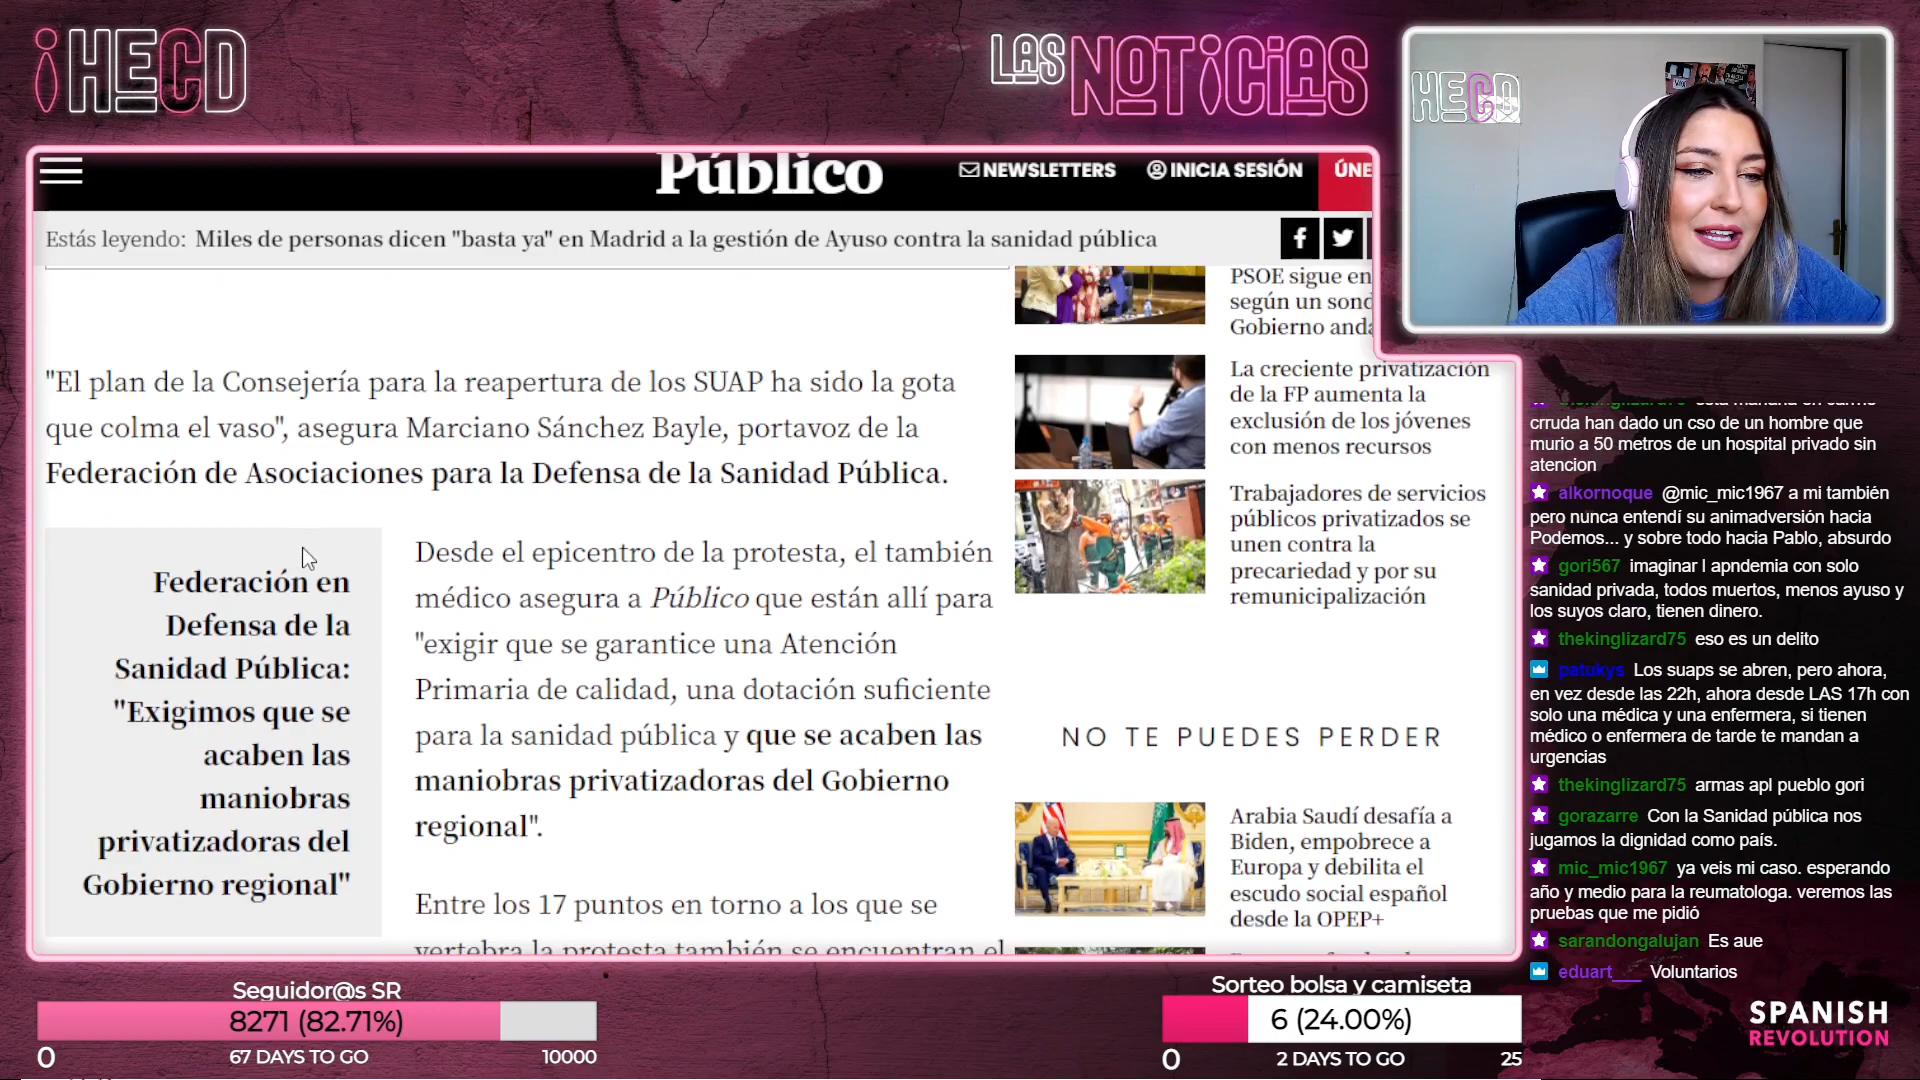 HECD
LAS NOTICIAS
HECD
Público
NEWSLETTERS
INICIA SESIÓN
ÚNE
Estás leyendo: Miles de personas dicen "basta ya" en Madrid a la gestión de Ayuso contra la sanidad pública
"El plan de la Consejería para la reapertura de los SUAP ha sido la gota
que colma el vaso", asegura Marciano Sánchez Bayle, portavoz de la
Federación de Asociaciones para la Defensa de la Sanidad Pública.
Federación en
Defensa de la
Sanidad Pública:
"Exigimos que se
acaben las
maniobras
privatizadoras del
Gobierno regional"
Desde el epicentro de la protesta, el también
médico asegura a Público que están allí para
"exigir que se garantice una Atención
Primaria de calidad, una dotación suficiente
para la sanidad pública y que se acaben las
maniobras privatizadoras del Gobierno
regional".
Entre los 17 puntos en torno a los que se
vertebra la protesta también se encuentran el
PSOE sigue en
según un sond
Gobierno anda
La creciente privatización
de la FP aumenta la
exclusión de los jóvenes
con menos recursos
Trabajadores de servicios
públicos privatizados se
unen contra la
precariedad y por su
remunicipalización
NO TE PUEDES PERDER
Arabia Saudí desafía a
Biden, empobrece a
Europa y debilita el
escudo social español
desde la OPEP+
crruda han dado un cso de un hombre que
murio a 50 metros de un hospital privado sin
atencion
alkornoque @mic_mic1967 a mi también
pero nunca entendí su animadversión hacia
Podemos... y sobre todo hacia Pablo, absurdo
gori567 imaginar l apndemia con solo
sanidad privada, todos muertos, menos ayuso y
los suyos claro, tienen dinero.
thekinglizard75 eso es un delito
patukys Los suaps se abren, pero ahora,
en vez desde las 22h, ahora desde LAS 17h con
solo una médica y una enfermera, si tienen
médico o enfermera de tarde te mandan a
urgencias
thekinglizard75 armas apl pueblo gori
gorazarre Con la Sanidad pública nos
jugamos la dignidad como país.
mic_mic1967 ya veis mi caso. esperando
año y medio para la reumatologa. veremos las
pruebas que me pidió
sarandongalujan Es aue
eduart___ Voluntarios
Seguidor@s SR
8271 (82.71%)
0
67 DAYS TO GO
10000
Sorteo bolsa y camiseta
6 (24.00%)
0
2 DAYS TO GO
25
SPANISH
REVOLUTION